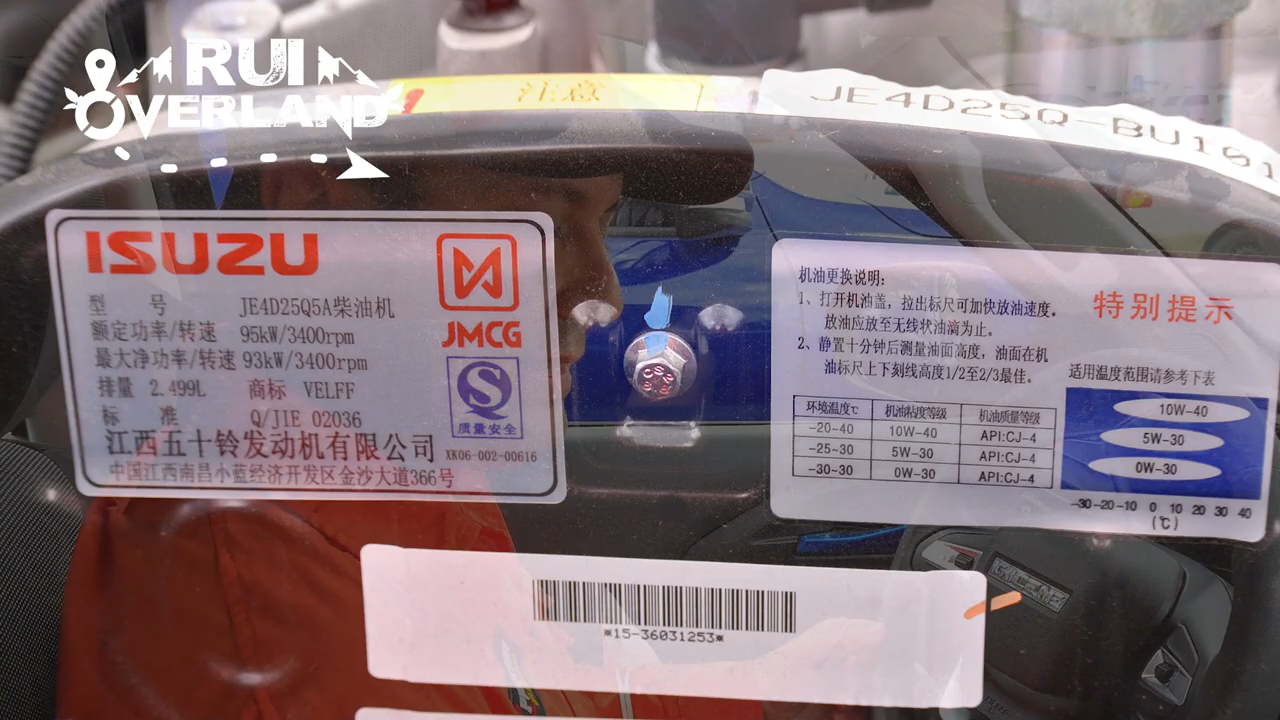 RUI
OVERLAND
注意
JE4D25Q-BU101
ISUZU
JMCG
型 号 JE4D25Q5A柴油机
额定功率/转速 95kW/3400rpm
最大净功率/转速 93kW/3400rpm
排量 2.499L 商标 VELFF
标 准 Q/JIE 02036
江西五十铃发动机有限公司
中国江西南昌小蓝经济开发区金沙大道366号
S
质量安全
XK06-002-00616
机油更换说明:
1、打开机油盖，拉出标尺可加快放油速度。
放油应放至无线状油滴为止。
2、静置十分钟后测量油面高度，油面在机
油标尺上下刻线高度1/2至2/3最佳。
环境温度℃ 机油粘度等级 机油质量等级
-20~40 10W-40 API:CJ-4
-25~30 5W-30 API:CJ-4
-30~30 0W-30 API:CJ-4
特别提示
适用温度范围请参考下表
10W-40
5W-30
0W-30
-30 -20 -10 0 10 20 30 40
(℃)
*15-36031253*